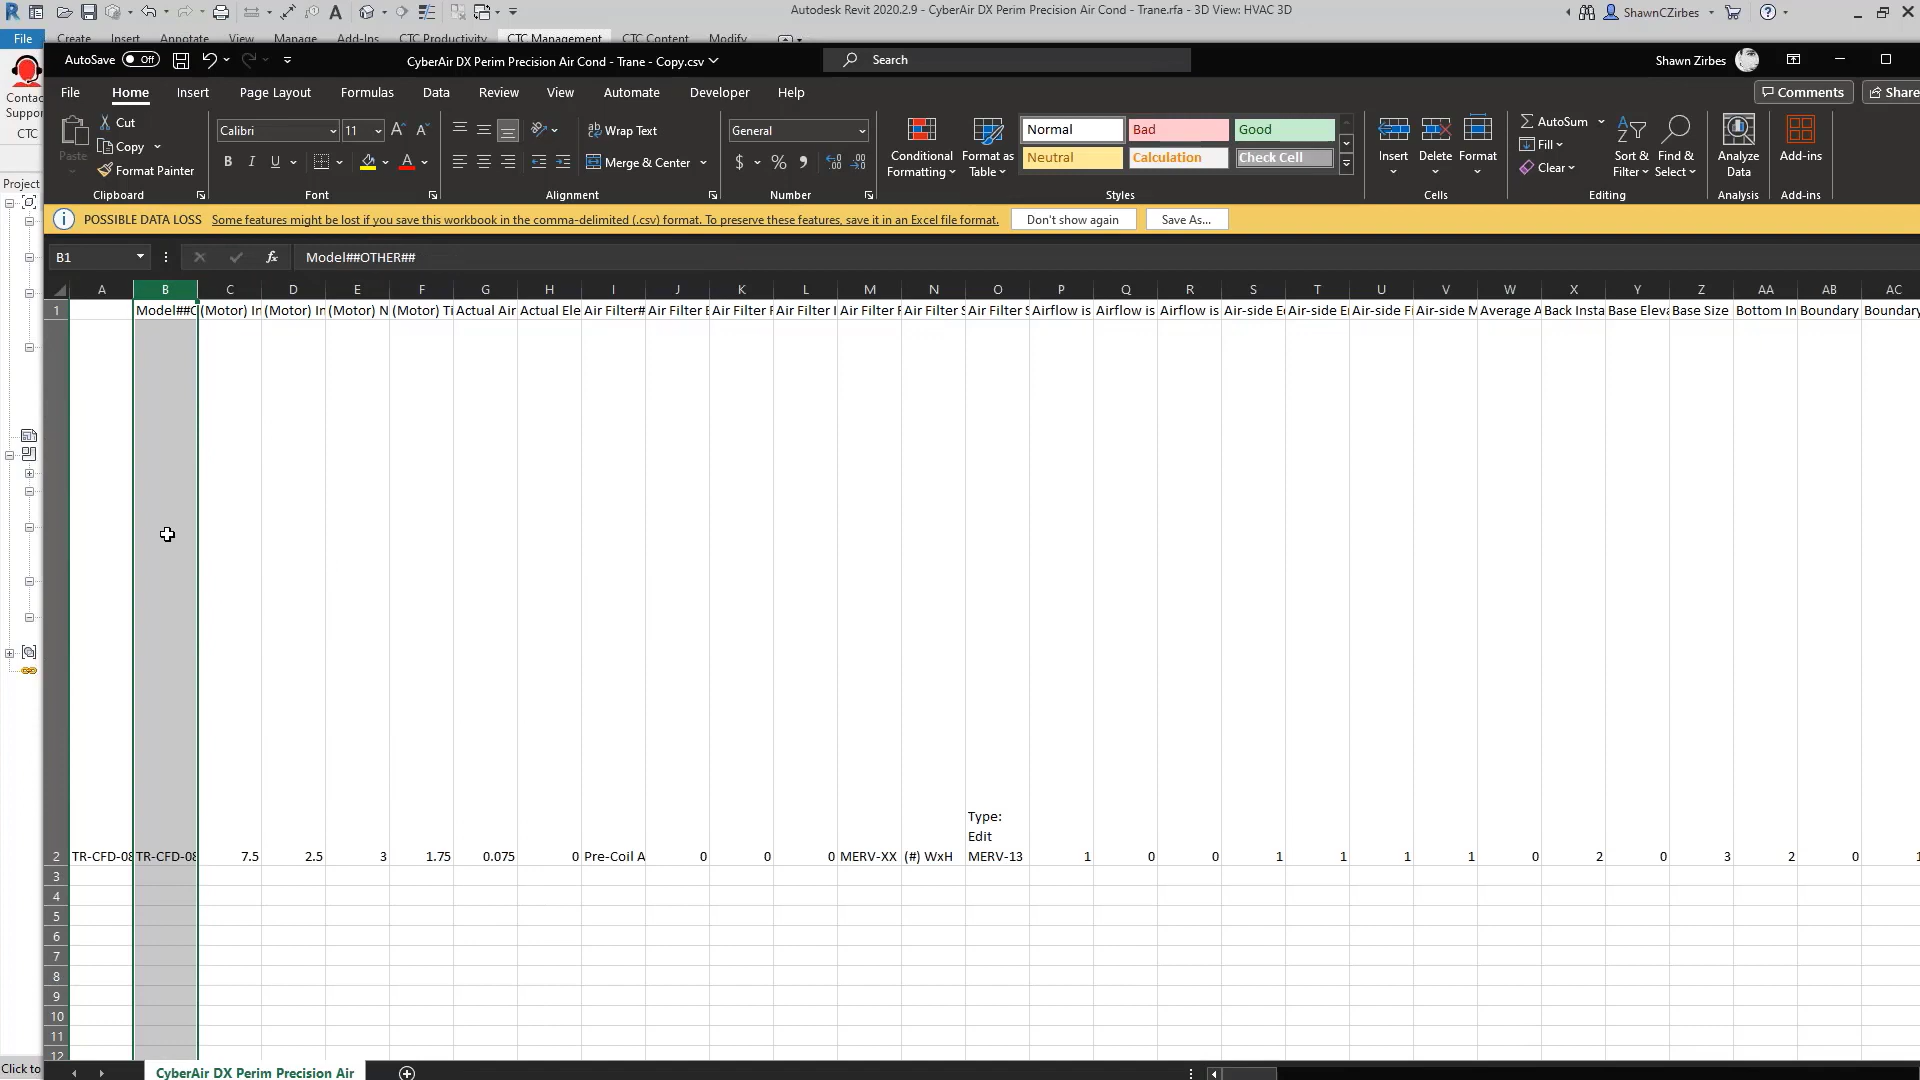 Autodesk Revit 2020.2.9 - CyberAir DX Perim Precision Air Cond - Trane.rfa - 3D View: HVAC 3D
ShawnCZirbes
File Create Insert Annotate View Manage Add-Ins CTC Productivity CTC Management CTC Content Modify
AutoSave Off
CyberAir DX Perim Precision Air Cond - Trane - Copy.csv
Search
Shawn Zirbes
File Home Insert Page Layout Formulas Data Review View Automate Developer Help
Comments Share
Contac
Suppor
CTC
Project
Paste
Cut
Copy
Format Painter
Clipboard
Calibri 11
B I U
Font
Wrap Text
Merge & Center
Alignment
General
$ % 9
Number
Conditional
Formatting
Format as
Table
Normal Bad Good
Neutral Calculation Check Cell
Styles
Insert Delete Format
Cells
AutoSum
Fill
Clear
Sort &
Filter
Find &
Select
Editing
Analyze
Data
Analysis
Add-ins
Add-ins
POSSIBLE DATA LOSS Some features might be lost if you save this workbook in the comma-delimited (.csv) format. To preserve these features, save it in an Excel file format. Don't show again Save As...
B1 fx Model##OTHER##
A B C D E F G H I J K L M N O P Q R S T U V W X Y Z AA AB AC
1 Model##C (Motor) In (Motor) In (Motor) N (Motor) Ti Actual Air Actual Ele Air Filter# Air Filter E Air Filter F Air Filter I Air Filter F Air Filter S Air Filter S Airflow is Airflow is Airflow is Air-side Ec Air-side Er Air-side Fi Air-side M Average A Back Insta Base Eleva Base Size Bottom In Boundary Boundary
Type:
Edit
2 TR-CFD-08 TR-CFD-08 7.5 2.5 3 1.75 0.075 0 Pre-Coil A 0 0 0 MERV-XX (#) WxH MERV-13 1 0 0 1 1 1 1 0 2 0 3 2 0 1
3
4
5
6
7
8
9
10
11
12
Click to
CyberAir DX Perim Precision Air